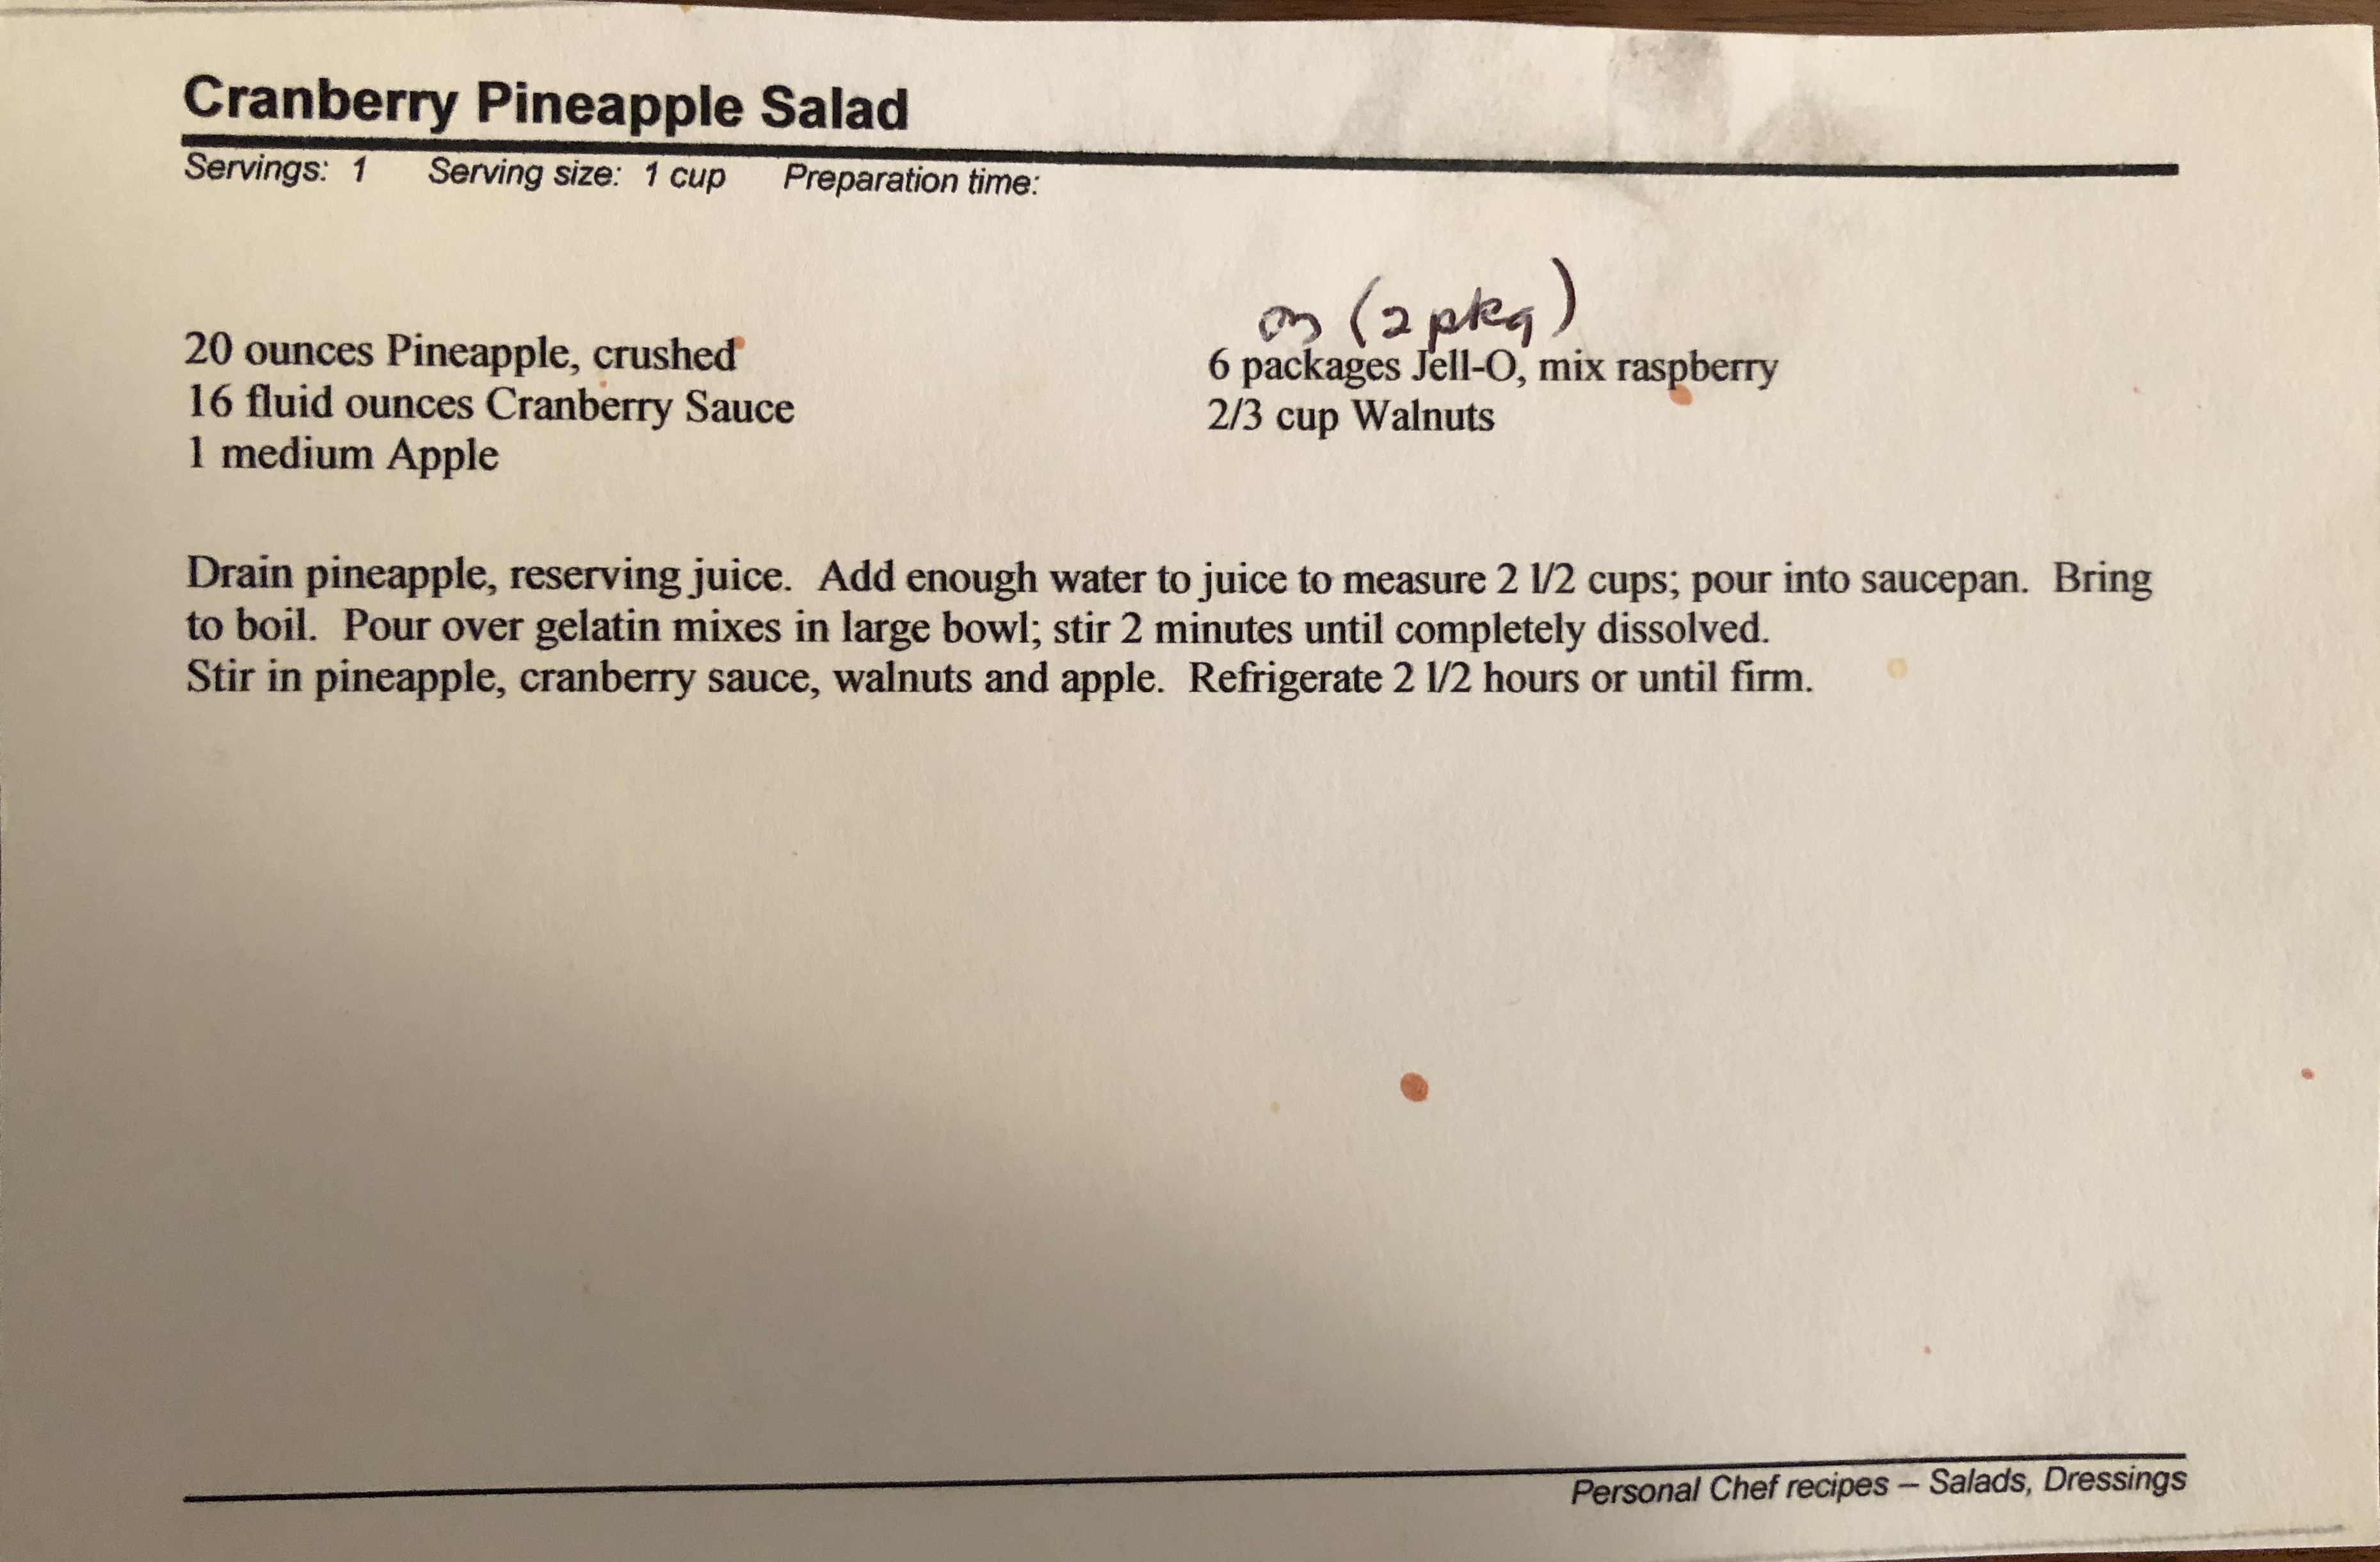 Cranberry Pineapple Salad
Servings: 1 Serving size: 1 cup Preparation time:
20 ounces Pineapple, crushed
16 fluid ounces Cranberry Sauce
1 medium Apple
oz (2 pkg)
6 packages Jell-O, mix raspberry
2/3 cup Walnuts
Drain pineapple, reserving juice. Add enough water to juice to measure 2 1/2 cups; pour into saucepan. Bring
to boil. Pour over gelatin mixes in large bowl; stir 2 minutes until completely dissolved.
Stir in pineapple, cranberry sauce, walnuts and apple. Refrigerate 2 1/2 hours or until firm.
Personal Chef recipes – Salads, Dressings